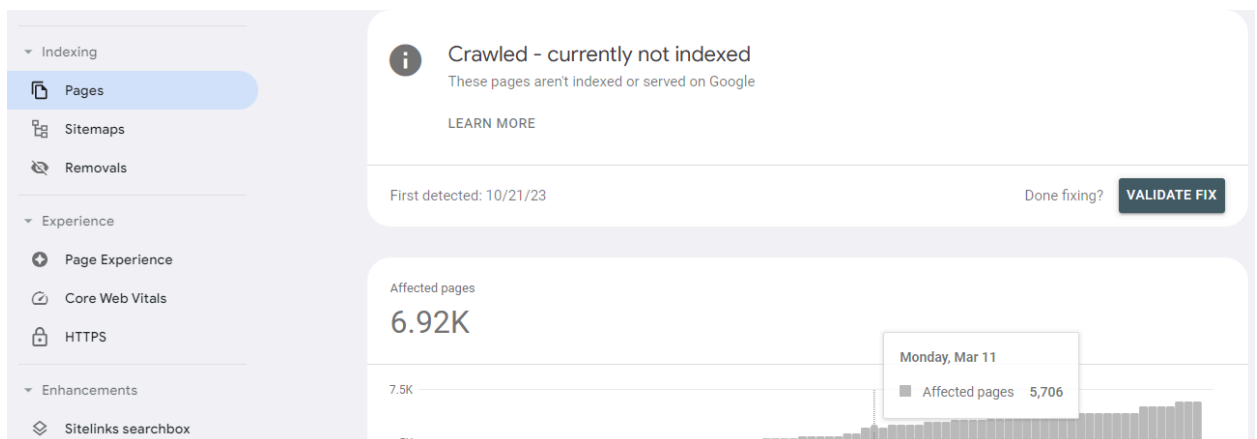 Indexing
Pages
Sitemaps
Removals
Experience
Page Experience
Core Web Vitals
HTTPS
Enhancements
Sitelinks searchbox
Crawled - currently not indexed
These pages aren't indexed or served on Google
LEARN MORE
First detected: 10/21/23
Done fixing? VALIDATE FIX
Affected pages
6.92K
Monday, Mar 11
Affected pages 5,706
7.5K